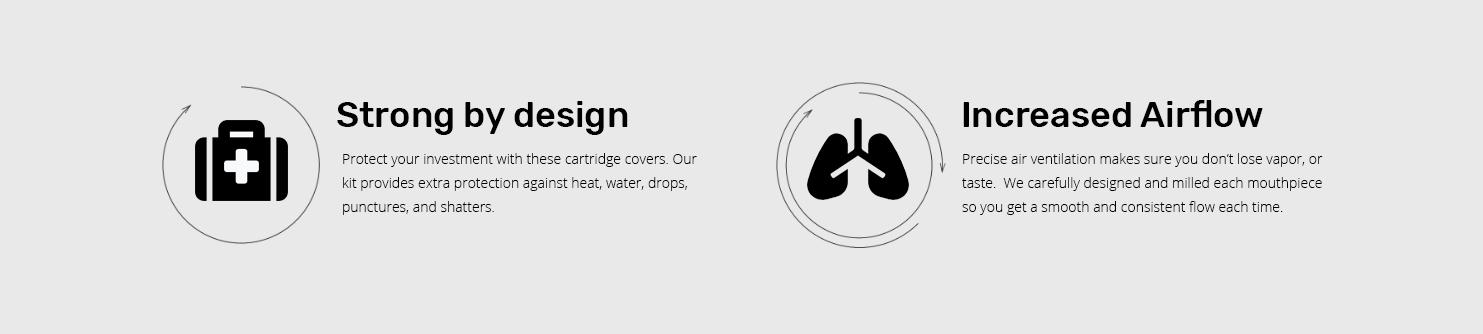 Strong by design
Protect your investment with these cartridge covers. Our
kit provides extra protection against heat, water, drops,
punctures, and shatters.
Increased Airflow
Precise air ventilation makes sure you don’t lose vapor, or
taste.  We carefully designed and milled each mouthpiece
so you get a smooth and consistent flow each time.